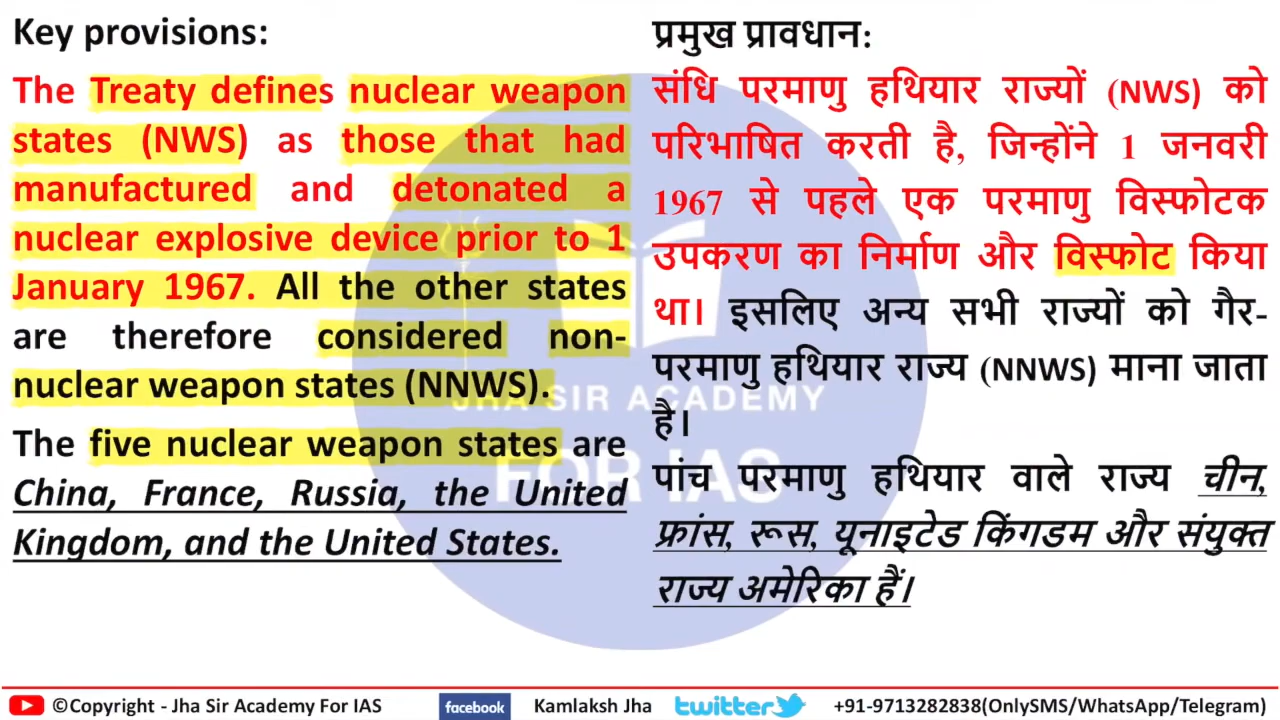 Key provisions:
The Treaty defines nuclear weapon
states (NWS) as those that had
manufactured and detonated a
nuclear explosive device prior to 1
January 1967. All the other states
are therefore considered non-
nuclear weapon states (NNWS).
The five nuclear weapon states are
China, France, Russia, the United
Kingdom, and the United States.
प्रमुख प्रावधान:
संधि परमाणु हथियार राज्यों (NWS) को
परिभाषित करती है, जिन्होंने 1 जनवरी
1967 से पहले एक परमाणु विस्फोटक
उपकरण का निर्माण और विस्फोट किया
था। इसलिए अन्य सभी राज्यों को गैर-
परमाणु हथियार राज्य (NNWS) माना जाता
है।
पांच परमाणु हथियार वाले राज्य चीन,
फ्रांस, रूस, यूनाइटेड किंगडम और संयुक्त
राज्य अमेरिका हैं।
JHA SIR ACADEMY
FOR IAS
©Copyright - Jha Sir Academy For IAS facebook Kamlaksh Jha twitter +91-9713282838(OnlySMS/WhatsApp/Telegram)